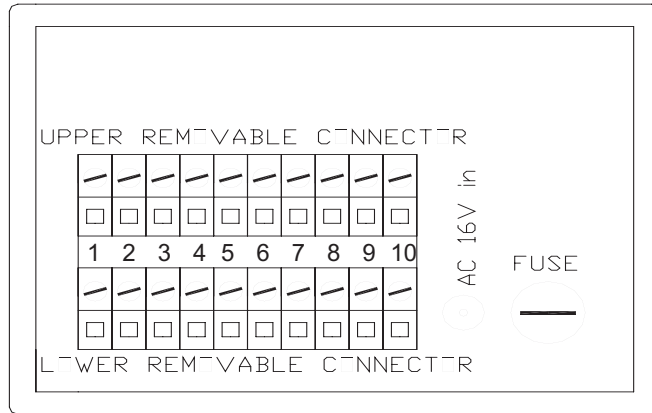 UPPER REMOVABLE CONNECTOR
1 2 3 4 5 6 7 8 9 10
AC 16V in
FUSE
LOWER REMOVABLE CONNECTOR